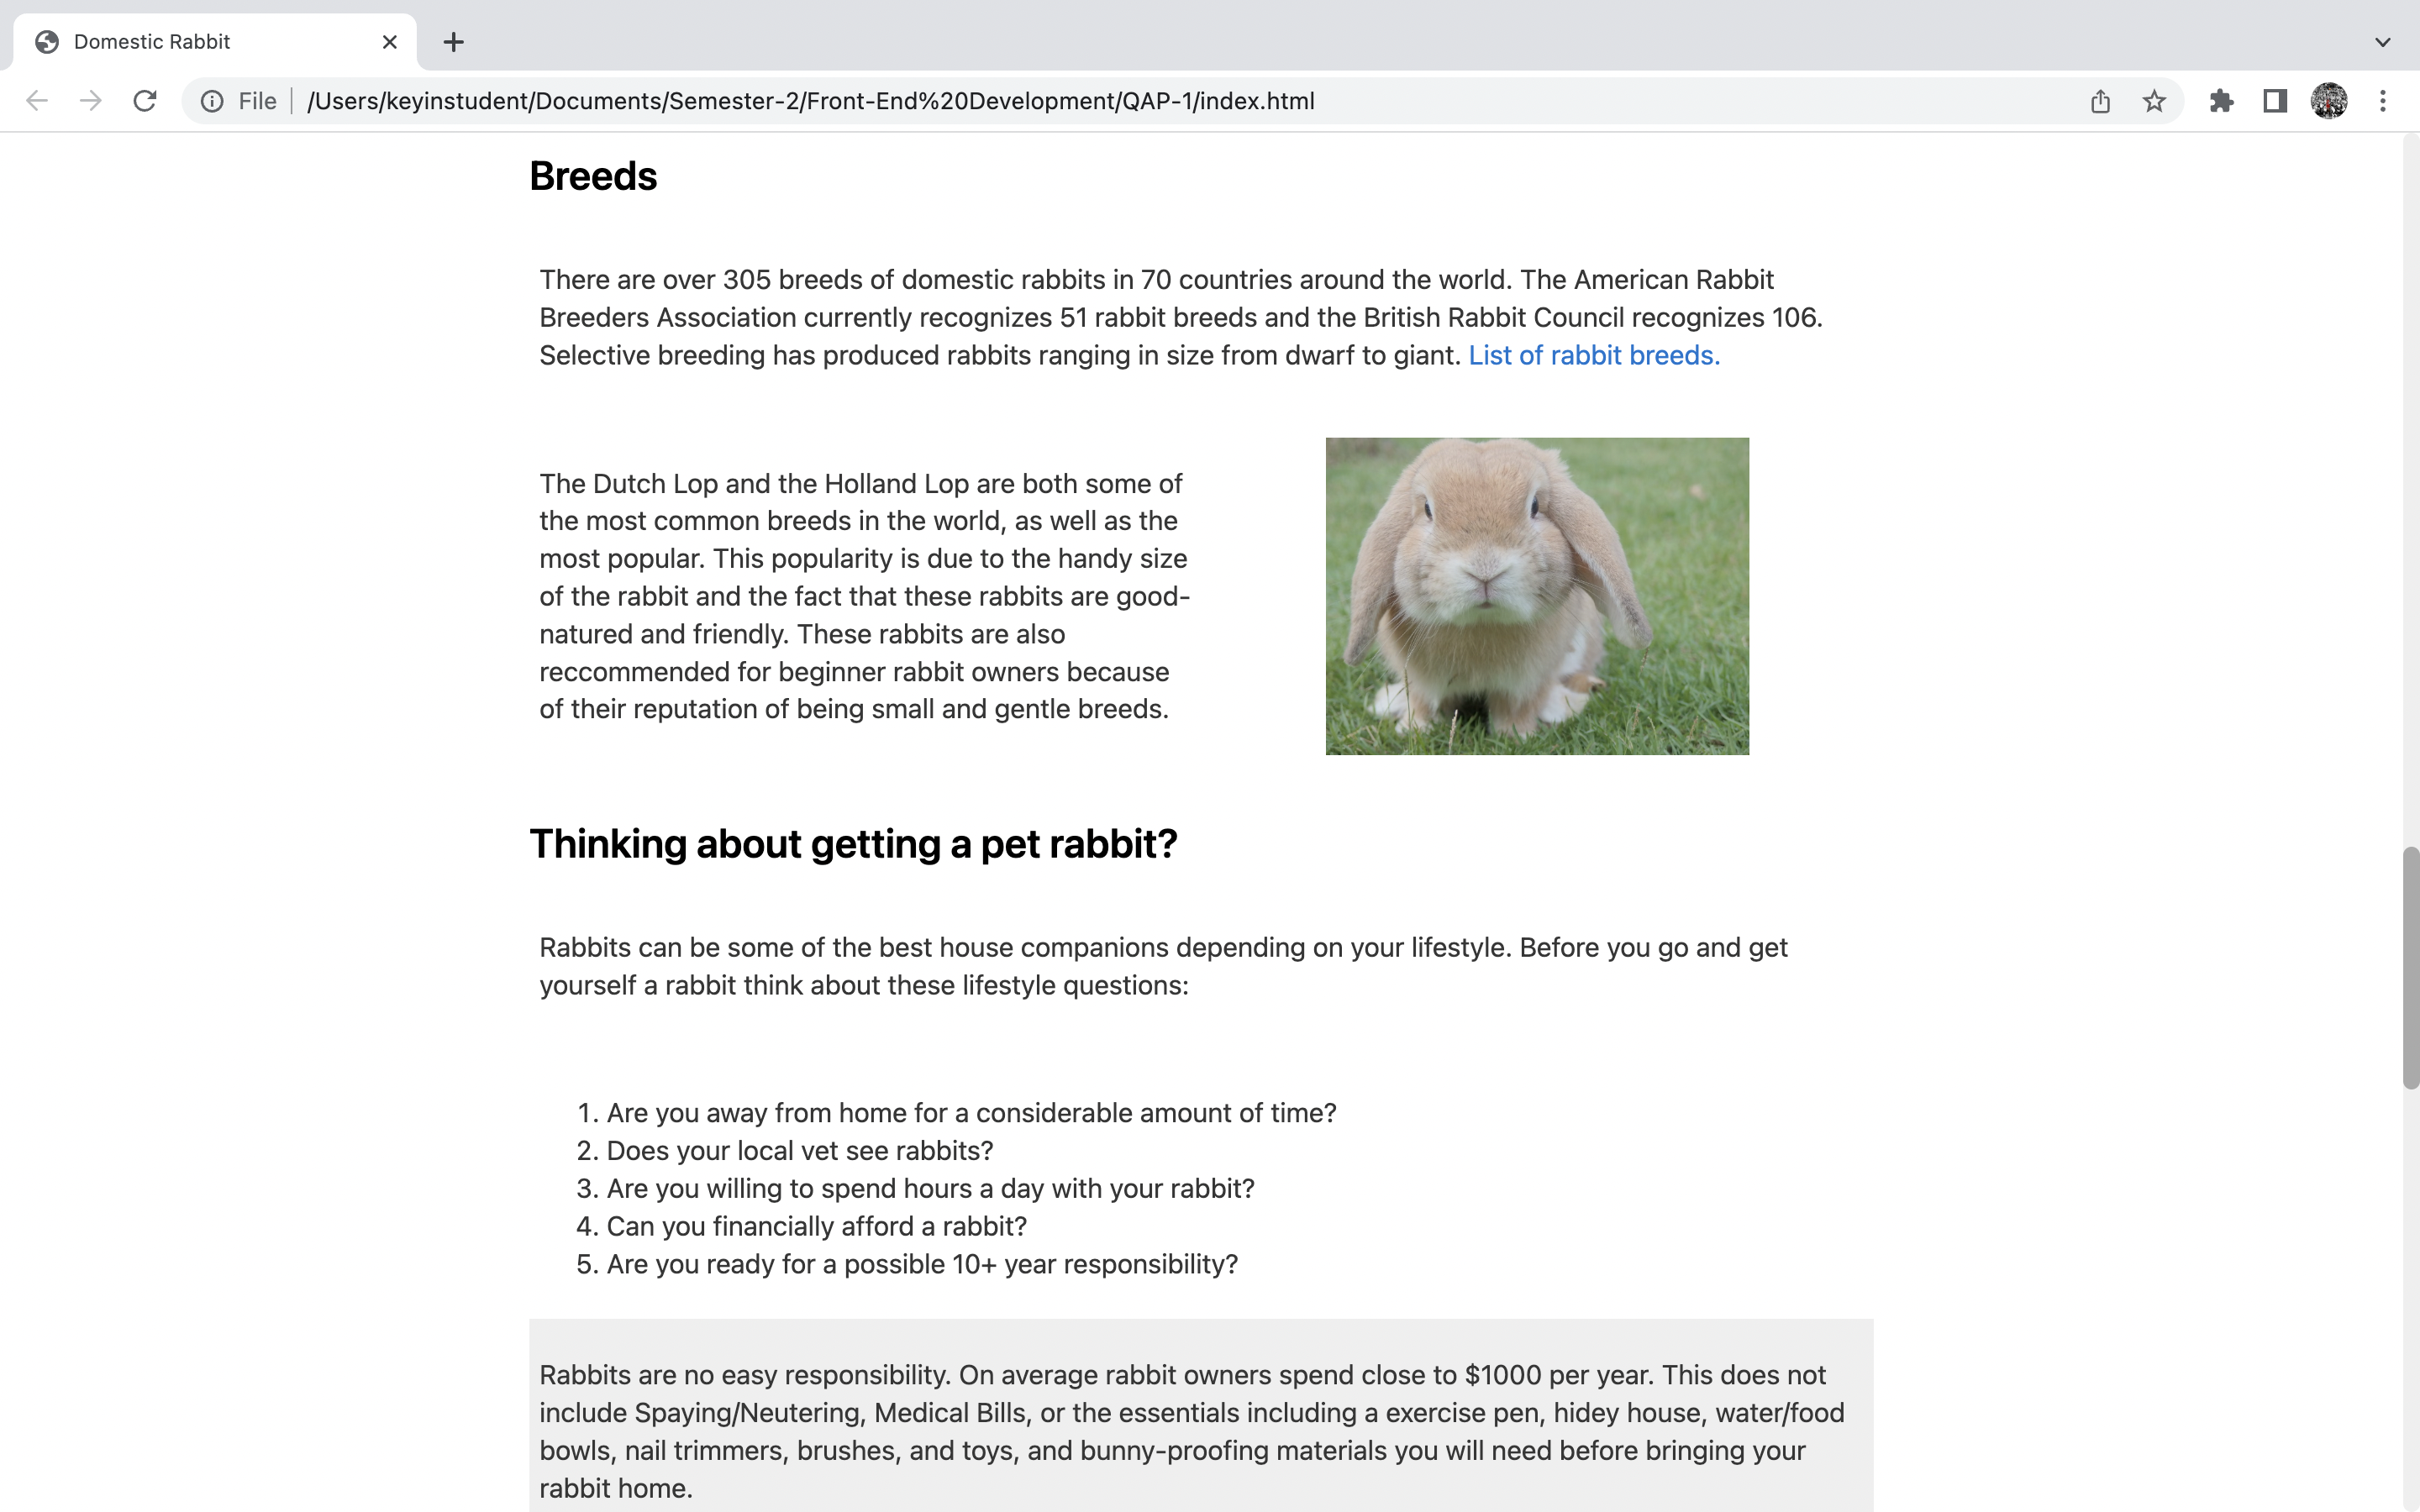 Domestic Rabbit
File /Users/keyinstudent/Documents/Semester-2/Front-End%20Development/QAP-1/index.html
Breeds
There are over 305 breeds of domestic rabbits in 70 countries around the world. The American Rabbit
Breeders Association currently recognizes 51 rabbit breeds and the British Rabbit Council recognizes 106.
Selective breeding has produced rabbits ranging in size from dwarf to giant. List of rabbit breeds.
The Dutch Lop and the Holland Lop are both some of
the most common breeds in the world, as well as the
most popular. This popularity is due to the handy size
of the rabbit and the fact that these rabbits are good-
natured and friendly. These rabbits are also
reccommended for beginner rabbit owners because
of their reputation of being small and gentle breeds.
Thinking about getting a pet rabbit?
Rabbits can be some of the best house companions depending on your lifestyle. Before you go and get
yourself a rabbit think about these lifestyle questions:
1. Are you away from home for a considerable amount of time?
2. Does your local vet see rabbits?
3. Are you willing to spend hours a day with your rabbit?
4. Can you financially afford a rabbit?
5. Are you ready for a possible 10+ year responsibility?
Rabbits are no easy responsibility. On average rabbit owners spend close to $1000 per year. This does not
include Spaying/Neutering, Medical Bills, or the essentials including a exercise pen, hidey house, water/food
bowls, nail trimmers, brushes, and toys, and bunny-proofing materials you will need before bringing your
rabbit home.